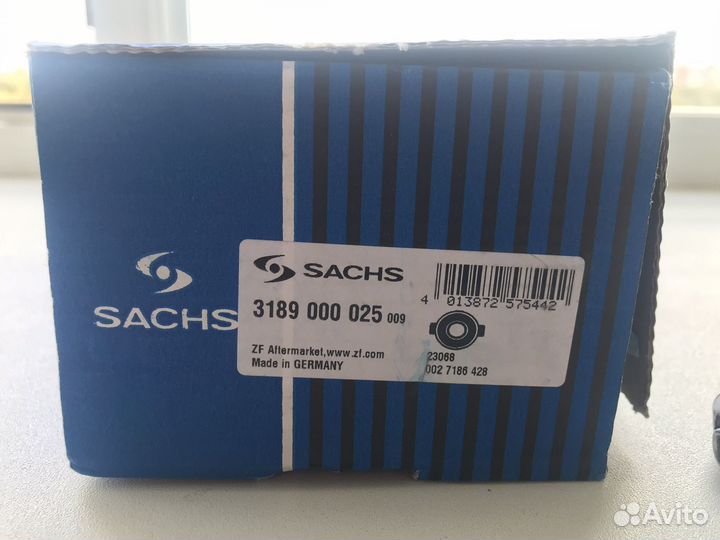 SACHS
SACHS
3189 000 025 009
4 013872 575442
ZF Aftermarket,www.zf.com
Made in GERMANY
23068
002 7186 428
Avito